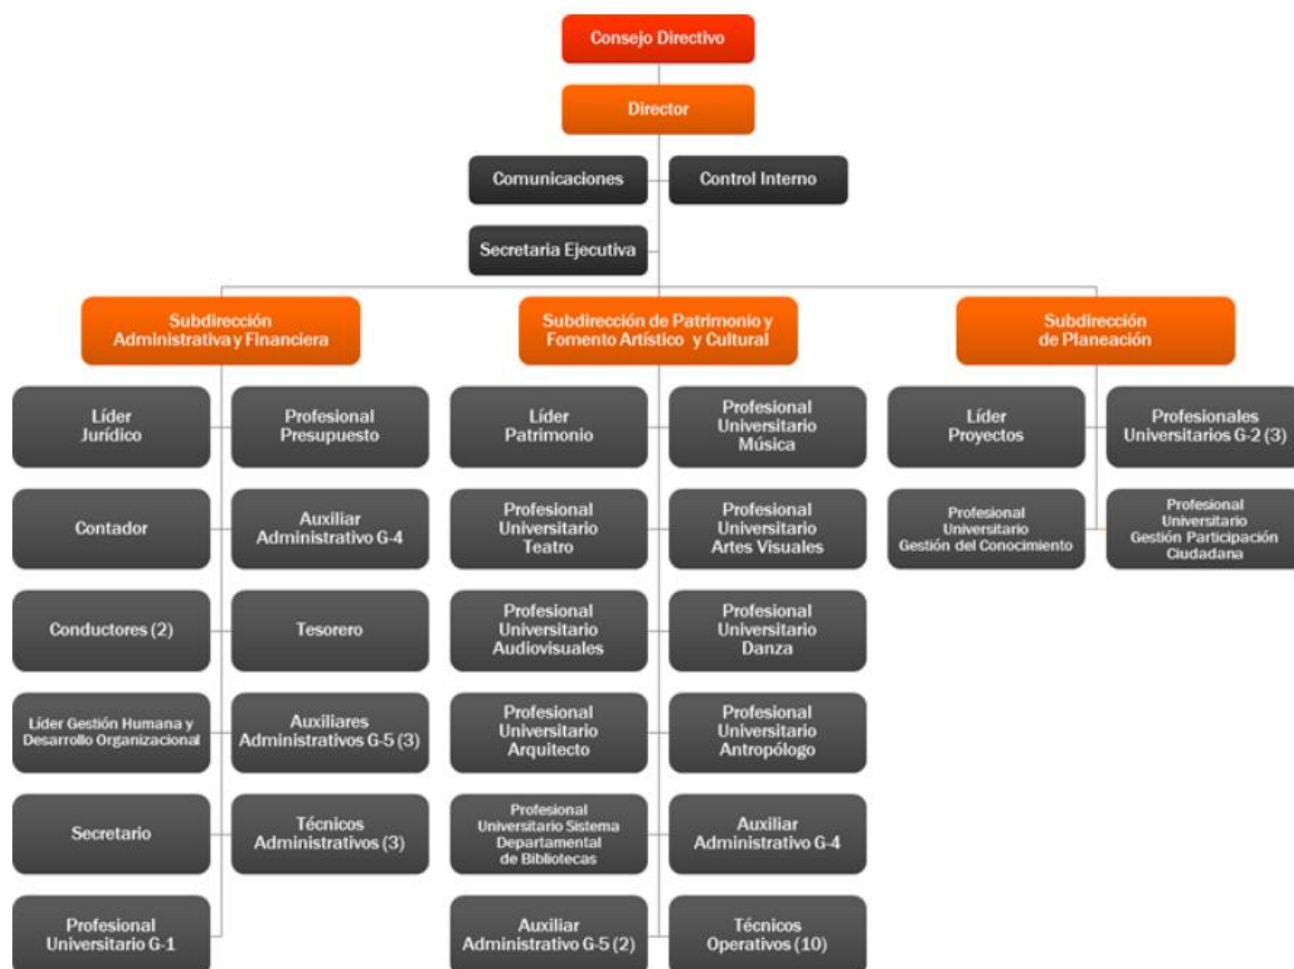 Consejo Directivo
Director
Comunicaciones
Control Interno
Secretaria Ejecutiva
Subdirección
Administrativa y Financiera
Subdirección de Patrimonio y
Fomento Artístico y Cultural
Subdirección
de Planeación
Líder
Jurídico
Profesional
Presupuesto
Líder
Patrimonio
Profesional
Universitario
Música
Líder
Proyectos
Profesionales
Universitarios G-2 (3)
Contador
Auxiliar
Administrativo G-4
Profesional
Universitario
Teatro
Profesional
Universitario
Artes Visuales
Profesional
Universitario
Gestión del Conocimiento
Profesional
Universitario
Gestión Participación
Ciudadana
Conductores (2)
Tesorero
Profesional
Universitario
Audiovisuales
Profesional
Universitario
Danza
Líder Gestión Humana y
Desarrollo Organizacional
Auxiliares
Administrativos G-5 (3)
Profesional
Universitario
Arquitecto
Profesional
Universitario
Antropólogo
Secretario
Técnicos
Administrativos (3)
Profesional
Universitario Sistema
Departamental
de Bibliotecas
Auxiliar
Administrativo G-4
Profesional
Universitario G-1
Auxiliar
Administrativo G-5 (2)
Técnicos
Operativos (10)